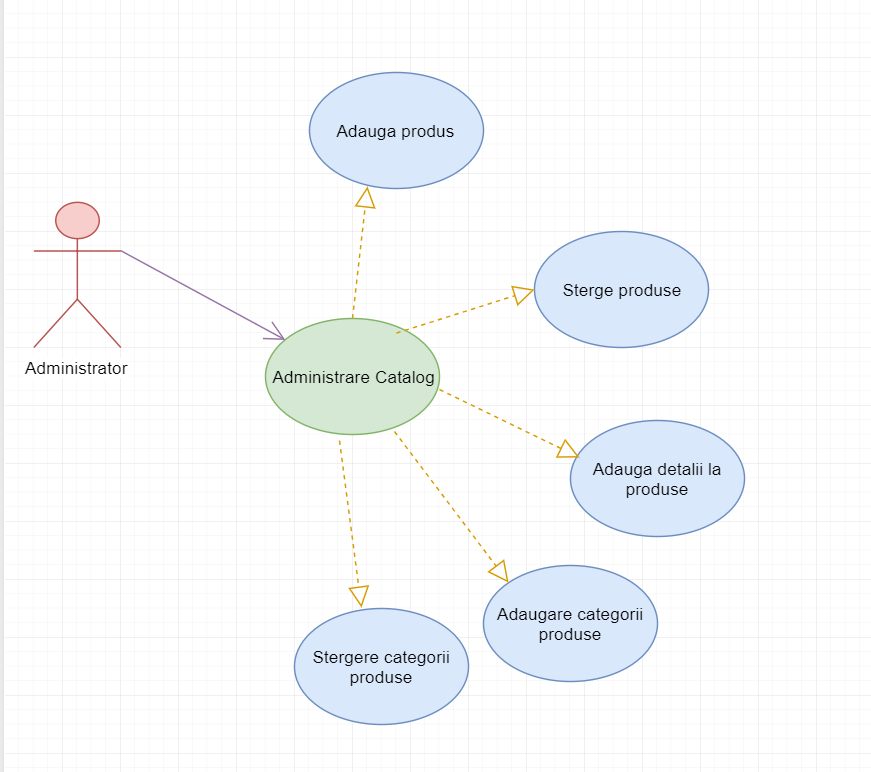 Adauga produs
Sterge produse
Administrator
Administrare Catalog
Adauga detalii la
produse
Adaugare categorii
produse
Stergere categorii
produse